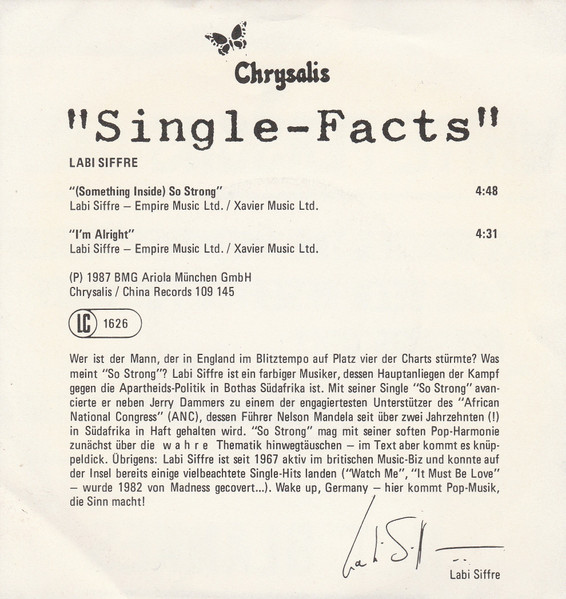 Chrysalis
"Single-Facts"
LABI SIFFRE
"(Something Inside) So Strong" 4:48
Labi Siffre – Empire Music Ltd. / Xavier Music Ltd.
"I'm Alright" 4:31
Labi Siffre – Empire Music Ltd. / Xavier Music Ltd.
(P) 1987 BMG Ariola München GmbH
Chrysalis / China Records 109 145
LC 1626
Wer ist der Mann, der in England im Blitztempo auf Platz vier der Charts stürmte? Was
meint "So Strong"? Labi Siffre ist ein farbiger Musiker, dessen Hauptanliegen der Kampf
gegen die Apartheids-Politik in Bothas Südafrika ist. Mit seiner Single "So Strong" avan-
cierte er neben Jerry Dammers zu einem der engagiertesten Unterstützer des "African
National Congress" (ANC), dessen Führer Nelson Mandela seit über zwei Jahrzehnten (!)
in Südafrika in Haft gehalten wird. "So Strong" mag mit seiner soften Pop-Harmonie
zunächst über die w a h r e Thematik hinwegtäuschen – im Text aber kommt es knüp-
peldick. Übrigens: Labi Siffre ist seit 1967 aktiv im britischen Music-Biz und konnte auf
der Insel bereits einige vielbeachtete Single-Hits landen ("Watch Me", "It Must Be Love"
– wurde 1982 von Madness gecovert...). Wake up, Germany – hier kommt Pop-Musik,
die Sinn macht!
Labi Siffre
Labi Siffre